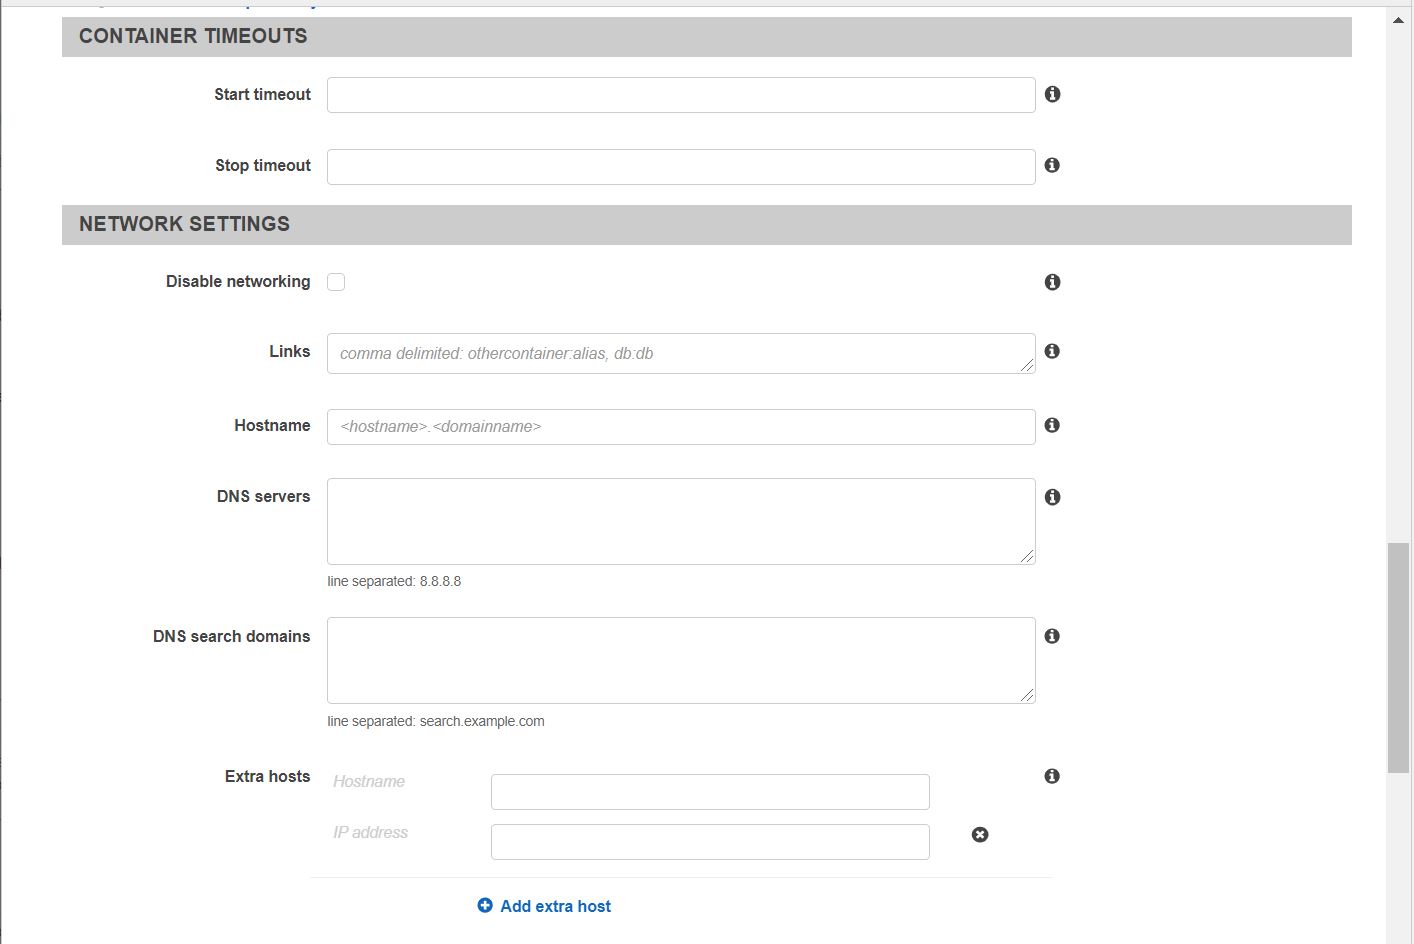 CONTAINER TIMEOUTS
Start timeout
Stop timeout
NETWORK SETTINGS
Disable networking
Links
comma delimited: othercontainer:alias, db:db
Hostname
<hostname>.<domainname>
DNS servers
line separated: 8.8.8.8
DNS search domains
line separated: search.example.com
Extra hosts
Hostname
IP address
Add extra host